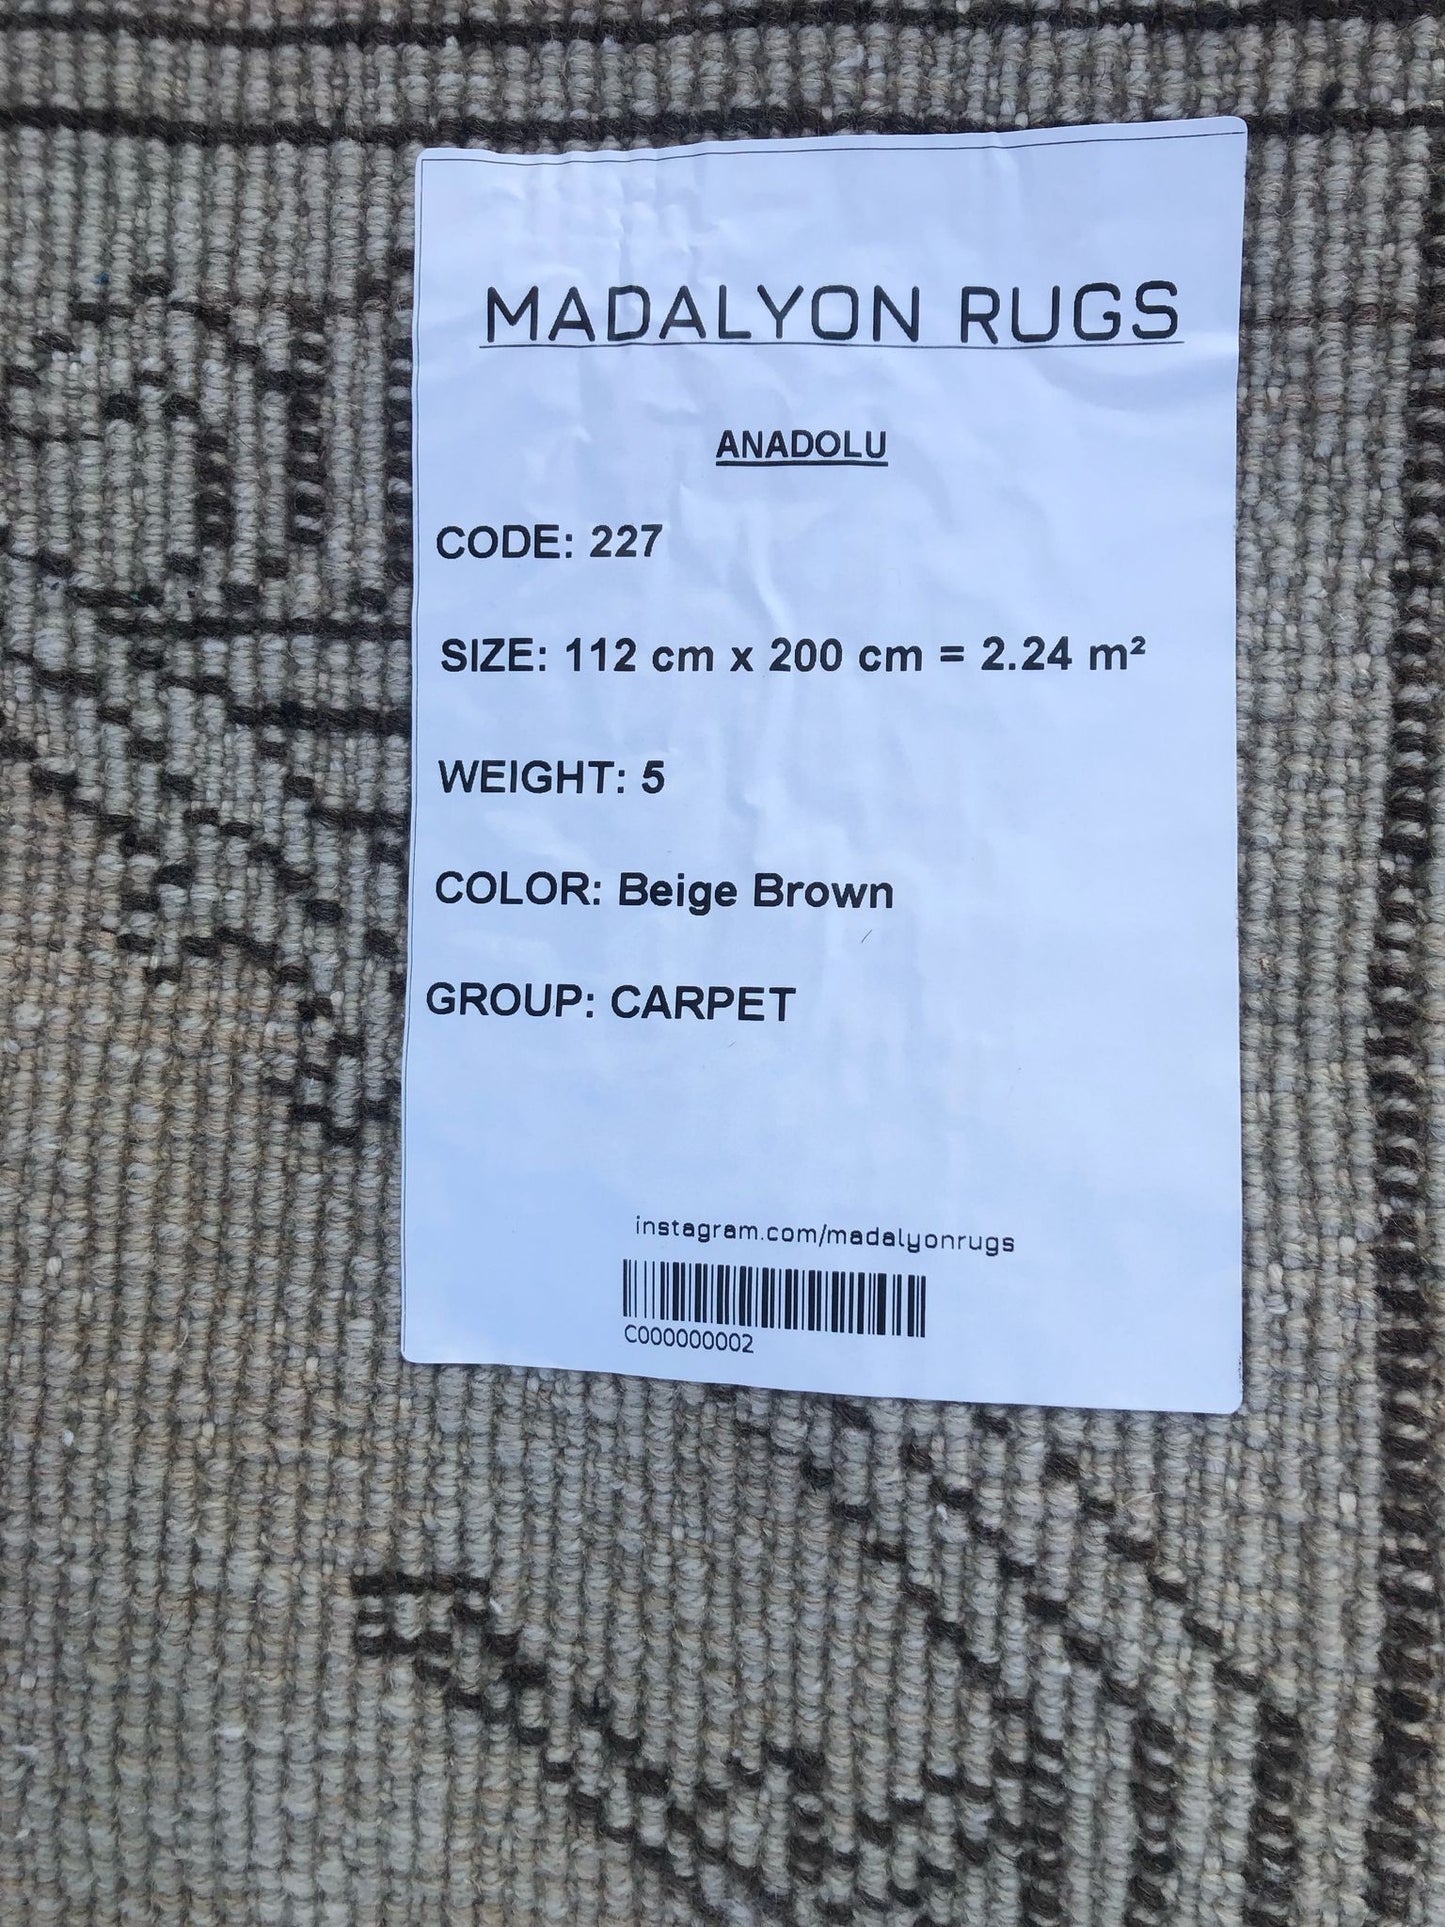 MADALYON RUGS
ANADOLU
CODE: 227
SIZE: 112 cm x 200 cm = 2.24 m²
WEIGHT: 5
COLOR: Beige Brown
GROUP: CARPET
instagram.com/madalyonrugs
C000000002